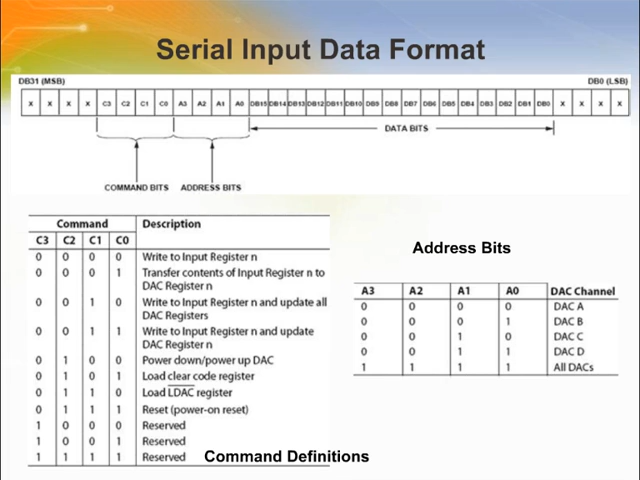 Serial Input Data Format
DB31 (MSB) DB0 (LSB)
X X X X C3 C2 C1 C0 A3 A2 A1 A0 DB15 DB14 DB13 DB12 DB11 DB10 DB9 DB8 DB7 DB6 DB5 DB4 DB3 DB2 DB1 DB0 X X X X
DATA BITS
COMMAND BITS ADDRESS BITS
Command Description
C3 C2 C1 C0
0 0 0 0 Write to Input Register n
0 0 0 1 Transfer contents of Input Register n to
DAC Register n
0 0 1 0 Write to Input Register n and update all
DAC Registers
0 0 1 1 Write to Input Register n and update
DAC Register n
0 1 0 0 Power down/power up DAC
0 1 0 1 Load clear code register
0 1 1 0 Load LDAC register
0 1 1 1 Reset (power-on reset)
1 0 0 0 Reserved
1 0 0 1 Reserved
1 1 1 1 Reserved
Command Definitions
Address Bits
A3 A2 A1 A0 DAC Channel
0 0 0 0 DAC A
0 0 0 1 DAC B
0 0 1 0 DAC C
0 0 1 1 DAC D
1 1 1 1 All DACs